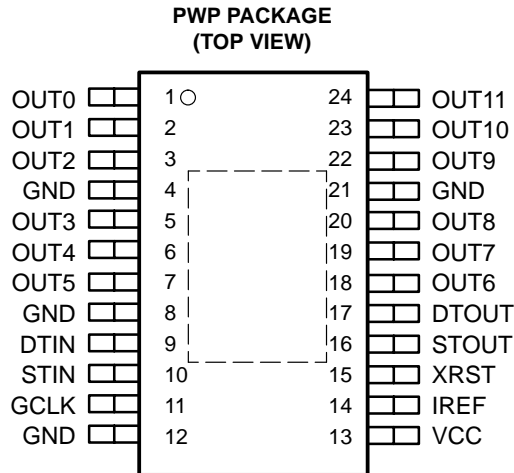 PWP PACKAGE
(TOP VIEW)
OUT0 1 24 OUT11
OUT1 2 23 OUT10
OUT2 3 22 OUT9
GND 4 21 GND
OUT3 5 20 OUT8
OUT4 6 19 OUT7
OUT5 7 18 OUT6
GND 8 17 DTOUT
DTIN 9 16 STOUT
STIN 10 15 XRST
GCLK 11 14 IREF
GND 12 13 VCC